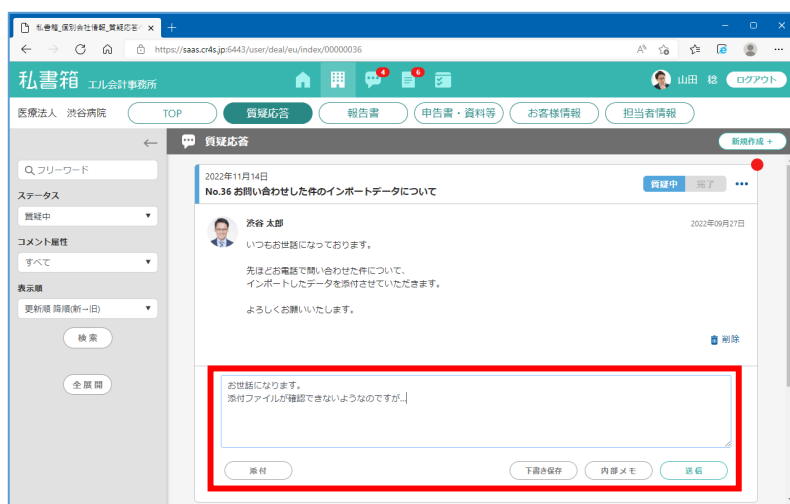 私書箱_個別会社情報_質疑応答
https://saas.cr4s.jp:6443/user/deal/eu/index/00000036
私書箱 エル会計事務所
4
6
山田 稔
ログアウト
医療法人 渋谷病院
TOP
質疑応答
報告書
申告書・資料等
お客様情報
担当者情報
質疑応答
新規作成 +
フリーワード
ステータス
質疑中
コメント属性
すべて
表示順
更新順 降順(新→旧)
検索
全展開
2022年11月14日
No.36 お問い合わせした件のインポートデータについて
質疑中
完了
渋谷 太郎
2022年09月27日
いつもお世話になっております。
先ほどお電話で問い合わせた件について、
インポートしたデータを添付させていただきます。
よろしくお願いいたします。
削除
お世話になります。
添付ファイルが確認できないようなのですが…
添付
下書き保存
内部メモ
送信